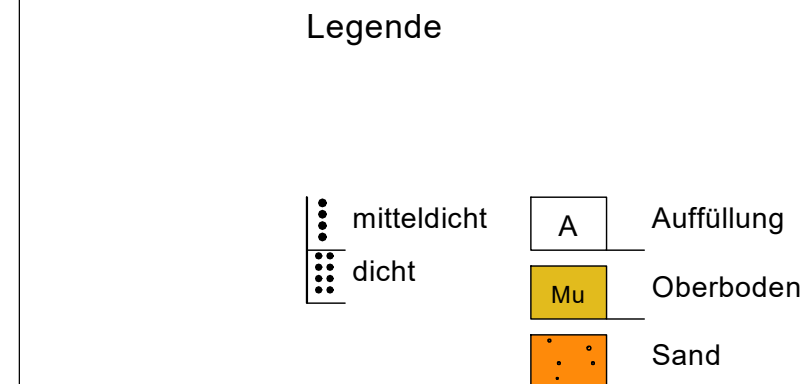 Legende
mitteldicht
dicht
A Auffüllung
Mu Oberboden
Sand